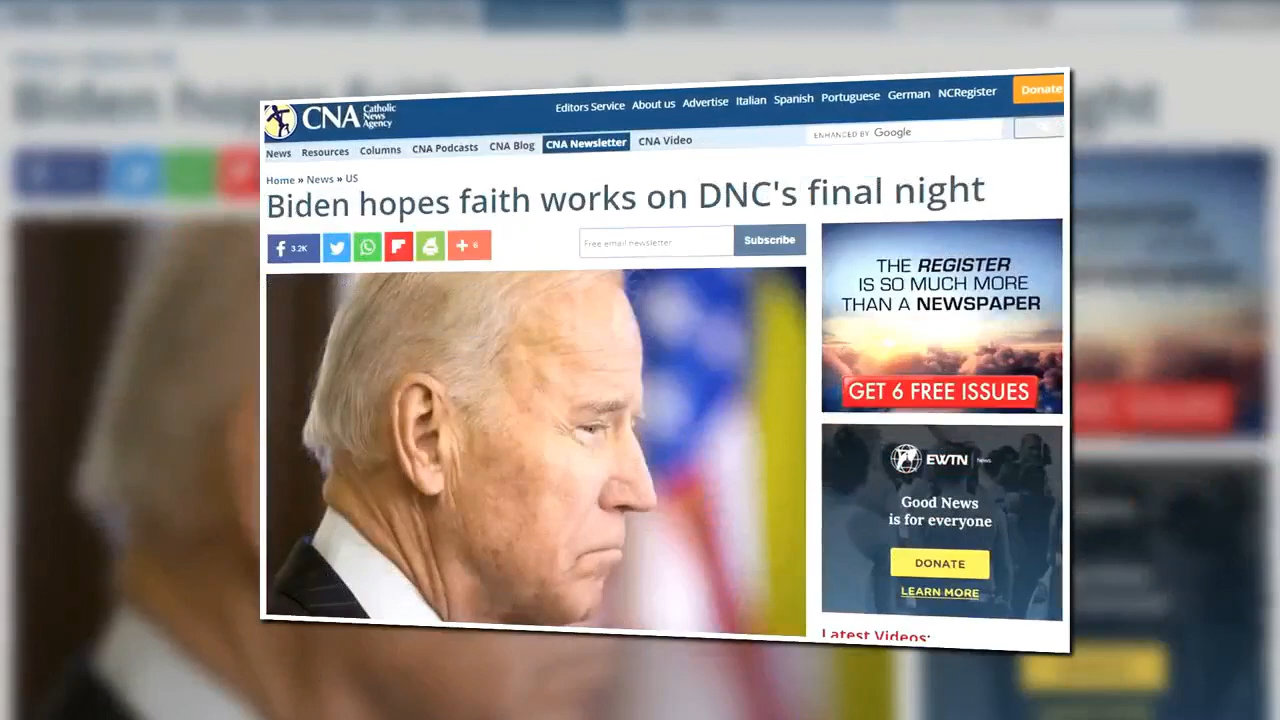 CNA Catholic
News
Agency
Editors Service About us Advertise Italian Spanish Portuguese German NCRegister Donate
News Resources Columns CNA Podcasts CNA Blog CNA Newsletter CNA Video
ENHANCED BY Google
Home » News » US
Biden hopes faith works on DNC's final night
3.2K
6
Free email newsletter
Subscribe
THE REGISTER
IS SO MUCH MORE
THAN A NEWSPAPER
GET 6 FREE ISSUES
EWTN News
Good News
is for everyone
DONATE
LEARN MORE
Latest Videos: